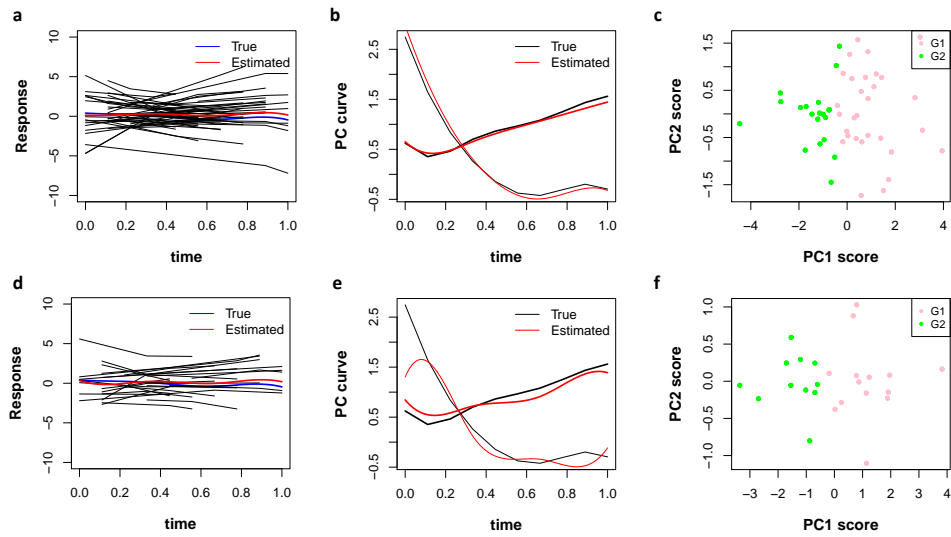 a
Response
10
5
0
−5
−10
0.0 0.2 0.4 0.6 0.8 1.0
time
True
Estimated
b
PC curve
2.5
1.5
0.5
−0.5
0.0 0.2 0.4 0.6 0.8 1.0
time
True
Estimated
c
PC2 score
1.5
0.5
−0.5
−1.5
−4 −2 0 2 4
PC1 score
G1
G2
d
Response
10
5
0
−5
−10
0.0 0.2 0.4 0.6 0.8 1.0
time
True
Estimated
e
PC curve
2.5
1.5
0.5
−0.5
0.0 0.2 0.4 0.6 0.8 1.0
time
True
Estimated
f
PC2 score
1.0
0.5
0.0
−0.5
−1.0
−3 −2 −1 0 1 2 3 4
PC1 score
G1
G2